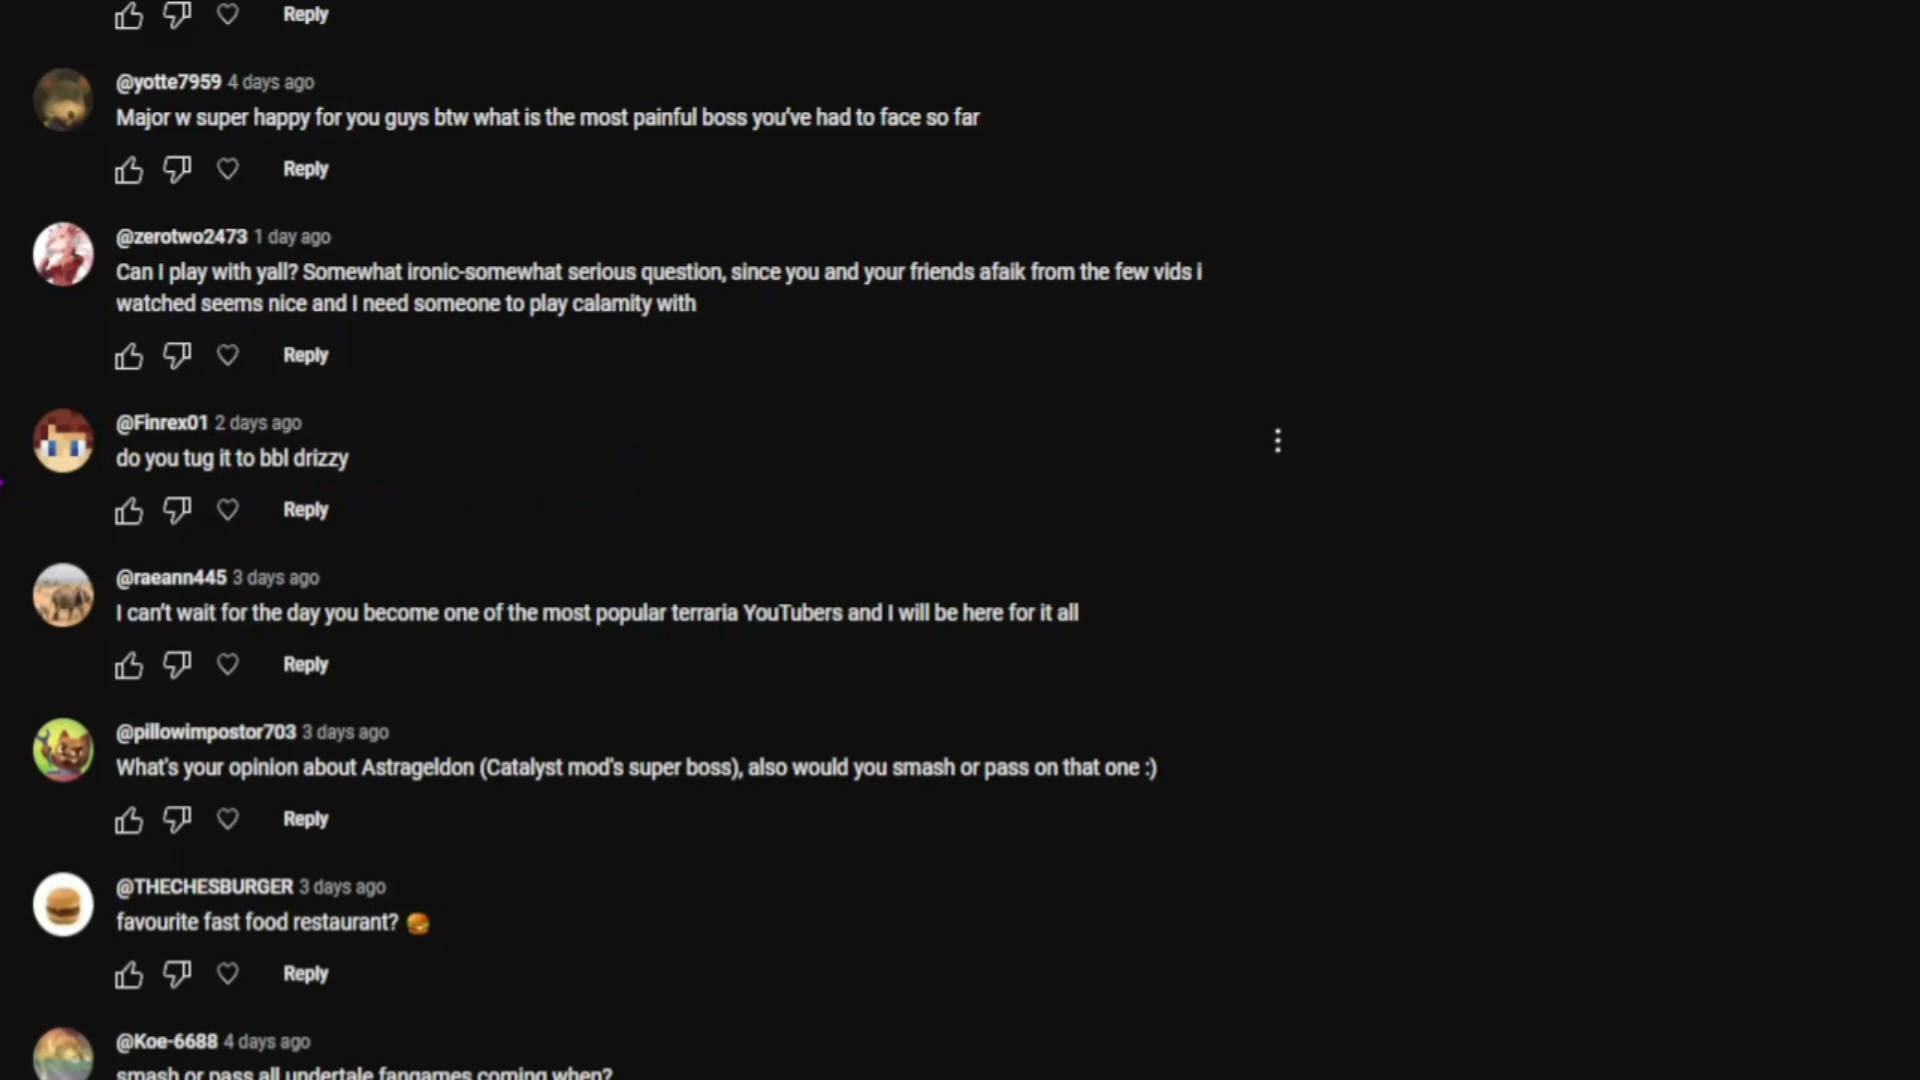 Reply
@yotte7959 4 days ago
Major w super happy for you guys btw what is the most painful boss you've had to face so far
Reply
@zerotwo2473 1 day ago
Can I play with yall? Somewhat ironic-somewhat serious question, since you and your friends afaik from the few vids i
watched seems nice and I need someone to play calamity with
Reply
@Finrex01 2 days ago
do you tug it to bbl drizzy
Reply
@raeann445 3 days ago
I can't wait for the day you become one of the most popular terraria YouTubers and I will be here for it all
Reply
@pillowimpostor703 3 days ago
What's your opinion about Astrageldon (Catalyst mod's super boss), also would you smash or pass on that one :)
Reply
@THECHESBURGER 3 days ago
favourite fast food restaurant? 🍔
Reply
@Koe-6688 4 days ago
smash or pass all undertale fangames coming when?